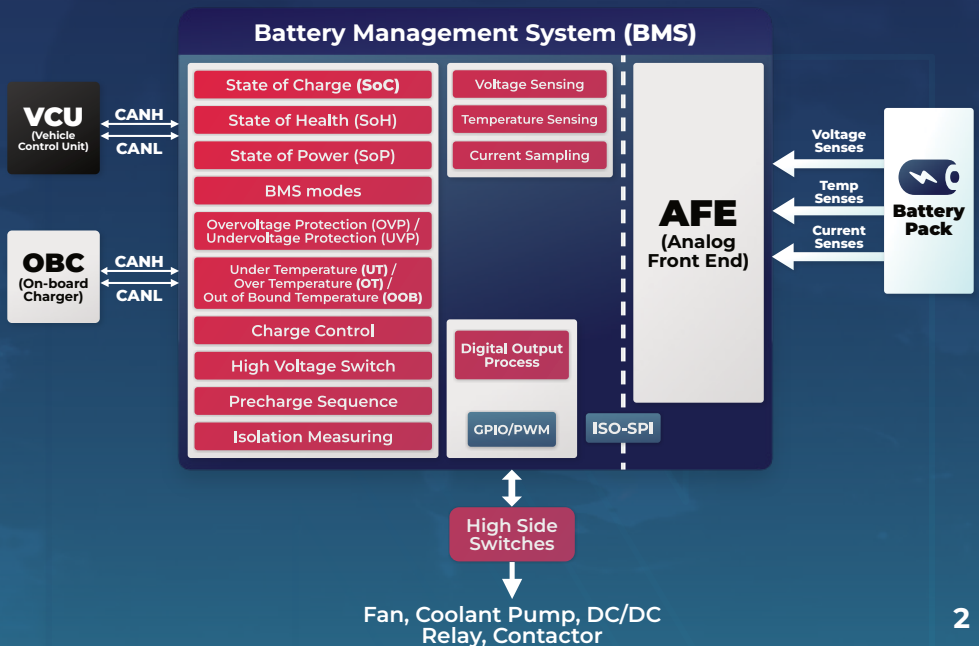 Battery Management System (BMS)
VCU
(Vehicle
Control Unit)
CANH
CANL
OBC
(On-board
Charger)
CANH
CANL
State of Charge (SoC)
State of Health (SoH)
State of Power (SoP)
BMS modes
Overvoltage Protection (OVP) /
Undervoltage Protection (UVP)
Under Temperature (UT) /
Over Temperature (OT) /
Out of Bound Temperature (OOB)
Charge Control
High Voltage Switch
Precharge Sequence
Isolation Measuring
Voltage Sensing
Temperature Sensing
Current Sampling
Digital Output
Process
GPIO/PWM
ISO-SPI
AFE
(Analog
Front End)
Voltage
Senses
Temp
Senses
Current
Senses
Battery
Pack
High Side
Switches
Fan, Coolant Pump, DC/DC
Relay, Contactor
2